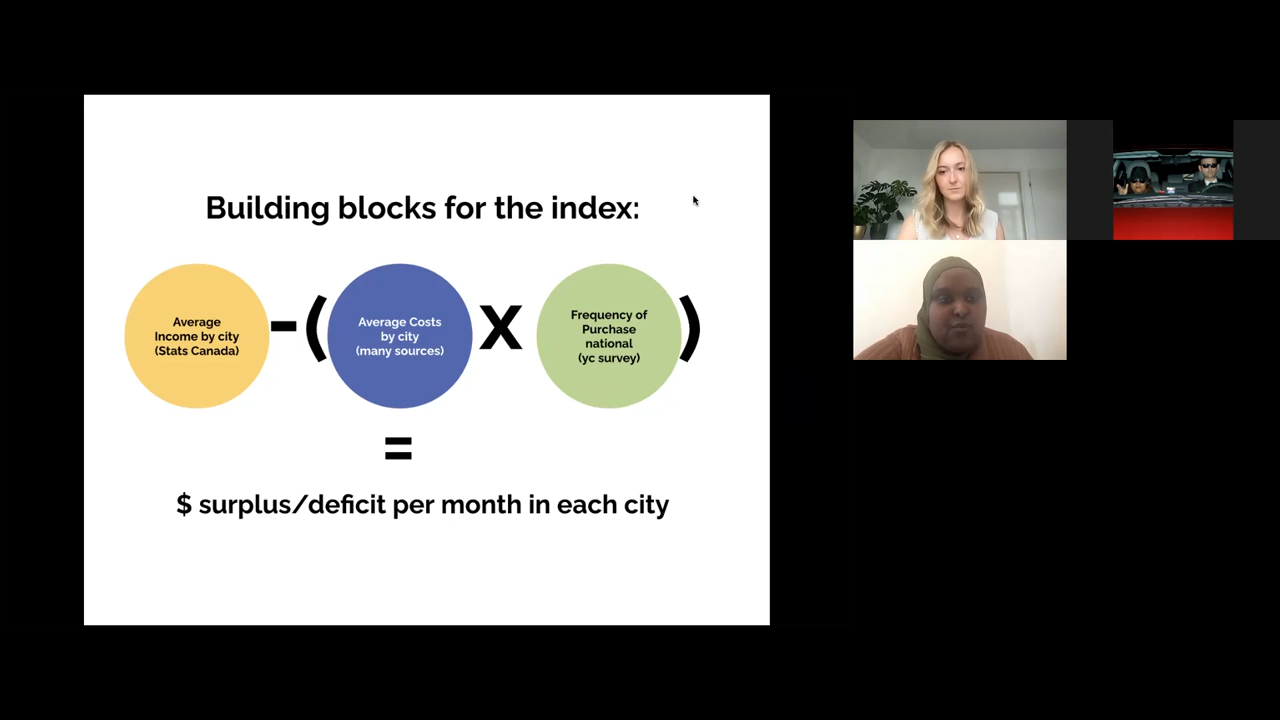 Building blocks for the index:
Average
Income by city
(Stats Canada)
-
(
Average Costs
by city
(many sources)
X
Frequency of
Purchase
national
(yc survey)
)
=
$ surplus/deficit per month in each city